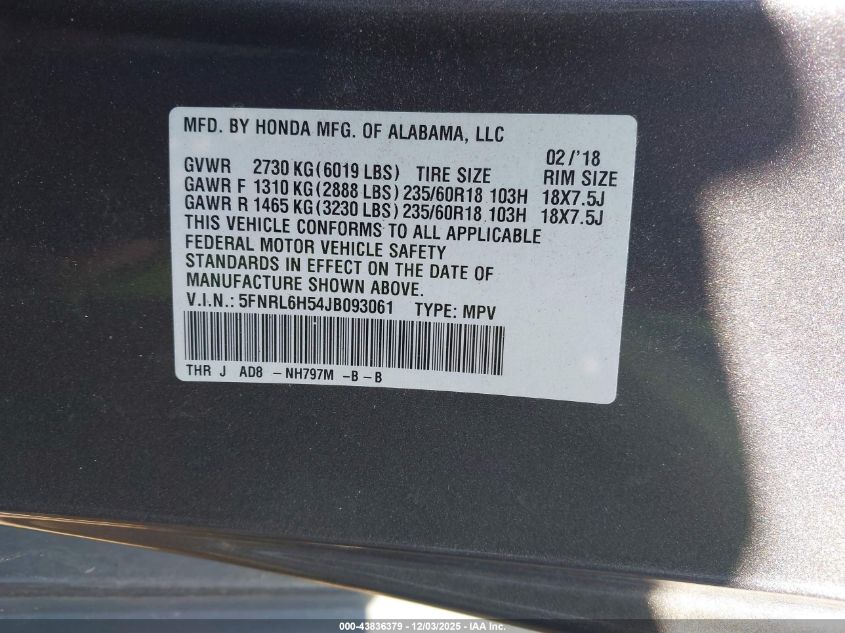 MFD. BY HONDA MFG. OF ALABAMA, LLC
02 /'18
GVWR 2730 KG (6019 LBS) TIRE SIZE RIM SIZE
GAWR F 1310 KG (2888 LBS) 235/60R18 103H 18X7.5J
GAWR R 1465 KG (3230 LBS) 235/60R18 103H 18X7.5J
THIS VEHICLE CONFORMS TO ALL APPLICABLE
FEDERAL MOTOR VEHICLE SAFETY
STANDARDS IN EFFECT ON THE DATE OF
MANUFACTURE SHOWN ABOVE.
V.I.N.: 5FNRL6H54JB093061 TYPE: MPV
THR J AD8 - NH797M - B - B
000-43836379 - 12/03/2025 - IAA Inc.